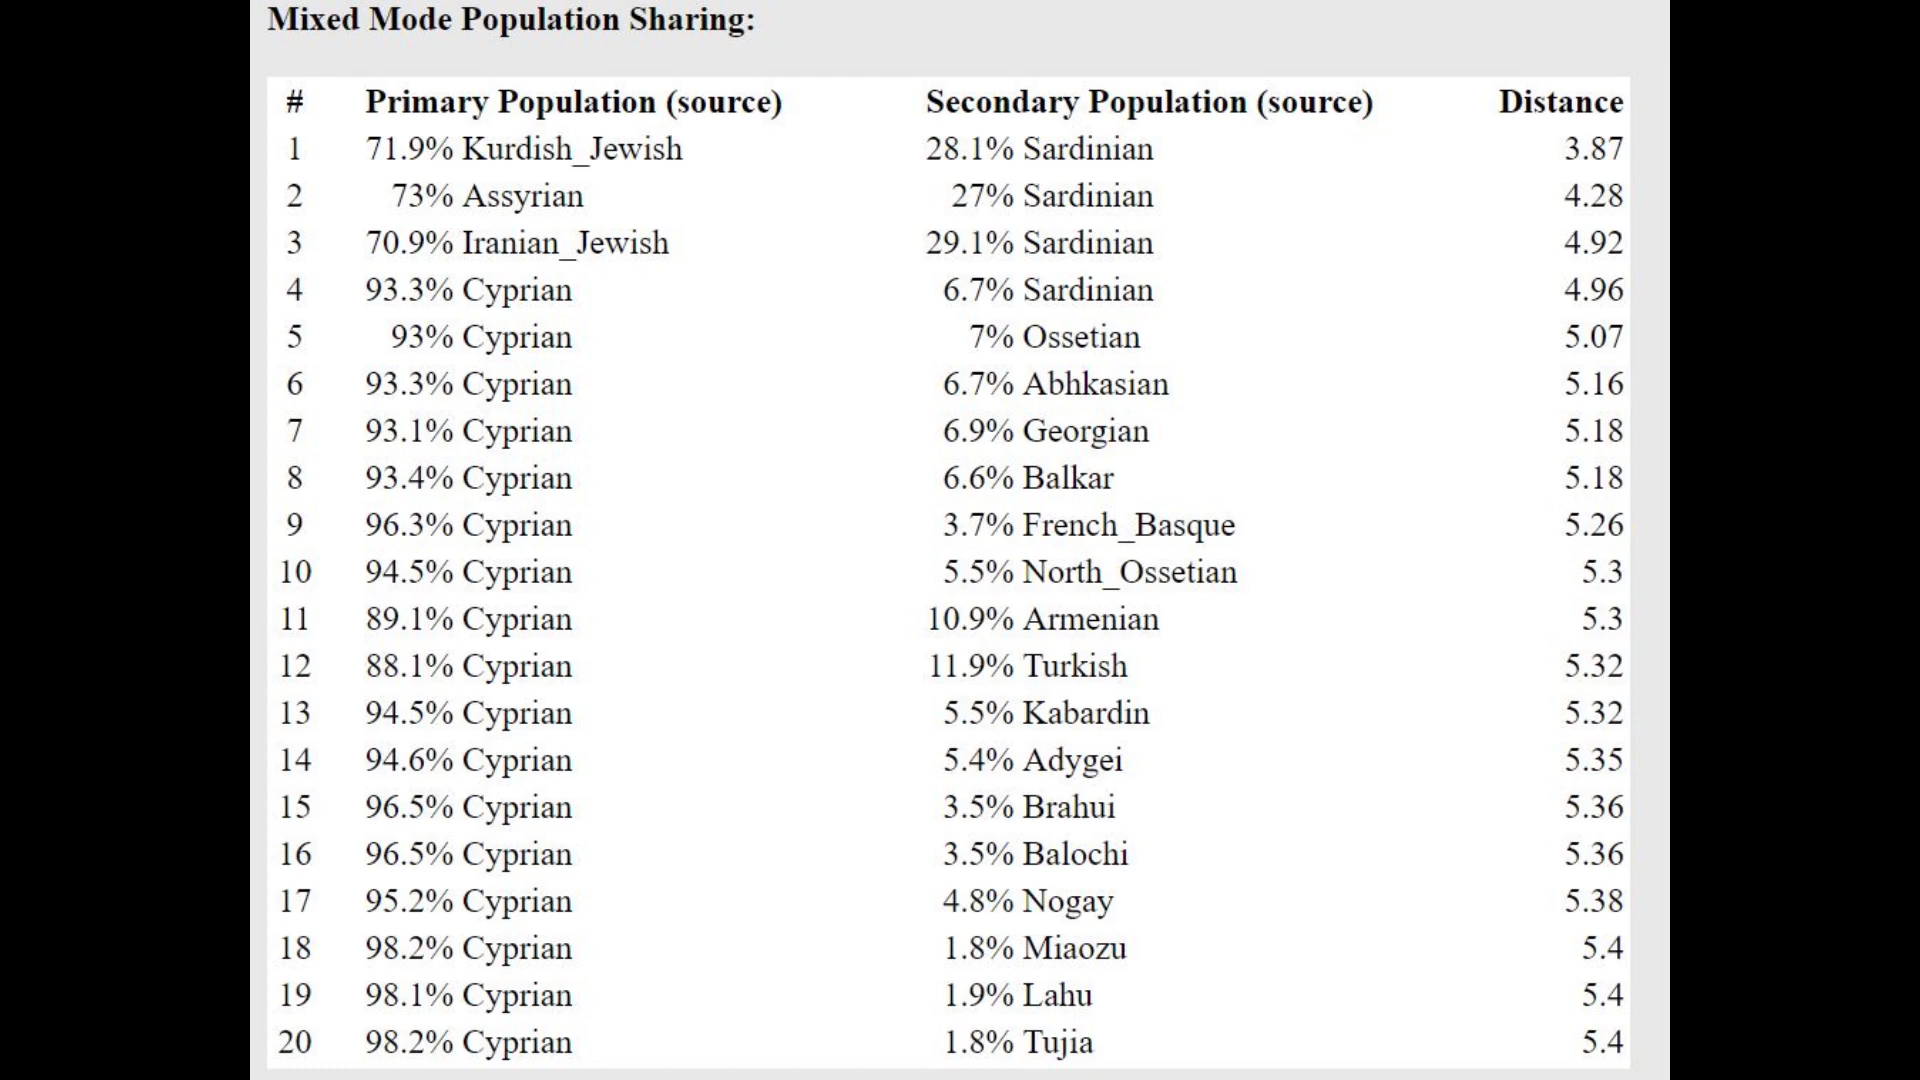 Mixed Mode Population Sharing:
# Primary Population (source) Secondary Population (source) Distance
1 71.9% Kurdish_Jewish 28.1% Sardinian 3.87
2 73% Assyrian 27% Sardinian 4.28
3 70.9% Iranian_Jewish 29.1% Sardinian 4.92
4 93.3% Cyprian 6.7% Sardinian 4.96
5 93% Cyprian 7% Ossetian 5.07
6 93.3% Cyprian 6.7% Abhkasian 5.16
7 93.1% Cyprian 6.9% Georgian 5.18
8 93.4% Cyprian 6.6% Balkar 5.18
9 96.3% Cyprian 3.7% French_Basque 5.26
10 94.5% Cyprian 5.5% North_Ossetian 5.3
11 89.1% Cyprian 10.9% Armenian 5.3
12 88.1% Cyprian 11.9% Turkish 5.32
13 94.5% Cyprian 5.5% Kabardin 5.32
14 94.6% Cyprian 5.4% Adygei 5.35
15 96.5% Cyprian 3.5% Brahui 5.36
16 96.5% Cyprian 3.5% Balochi 5.36
17 95.2% Cyprian 4.8% Nogay 5.38
18 98.2% Cyprian 1.8% Miaozu 5.4
19 98.1% Cyprian 1.9% Lahu 5.4
20 98.2% Cyprian 1.8% Tujia 5.4